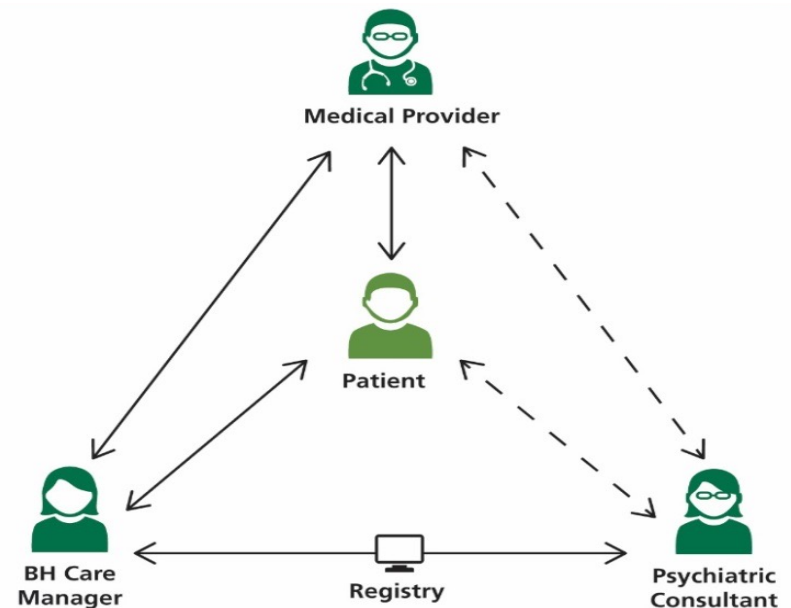 Medical Provider
Patient
BH Care
Manager
Registry
Psychiatric
Consultant